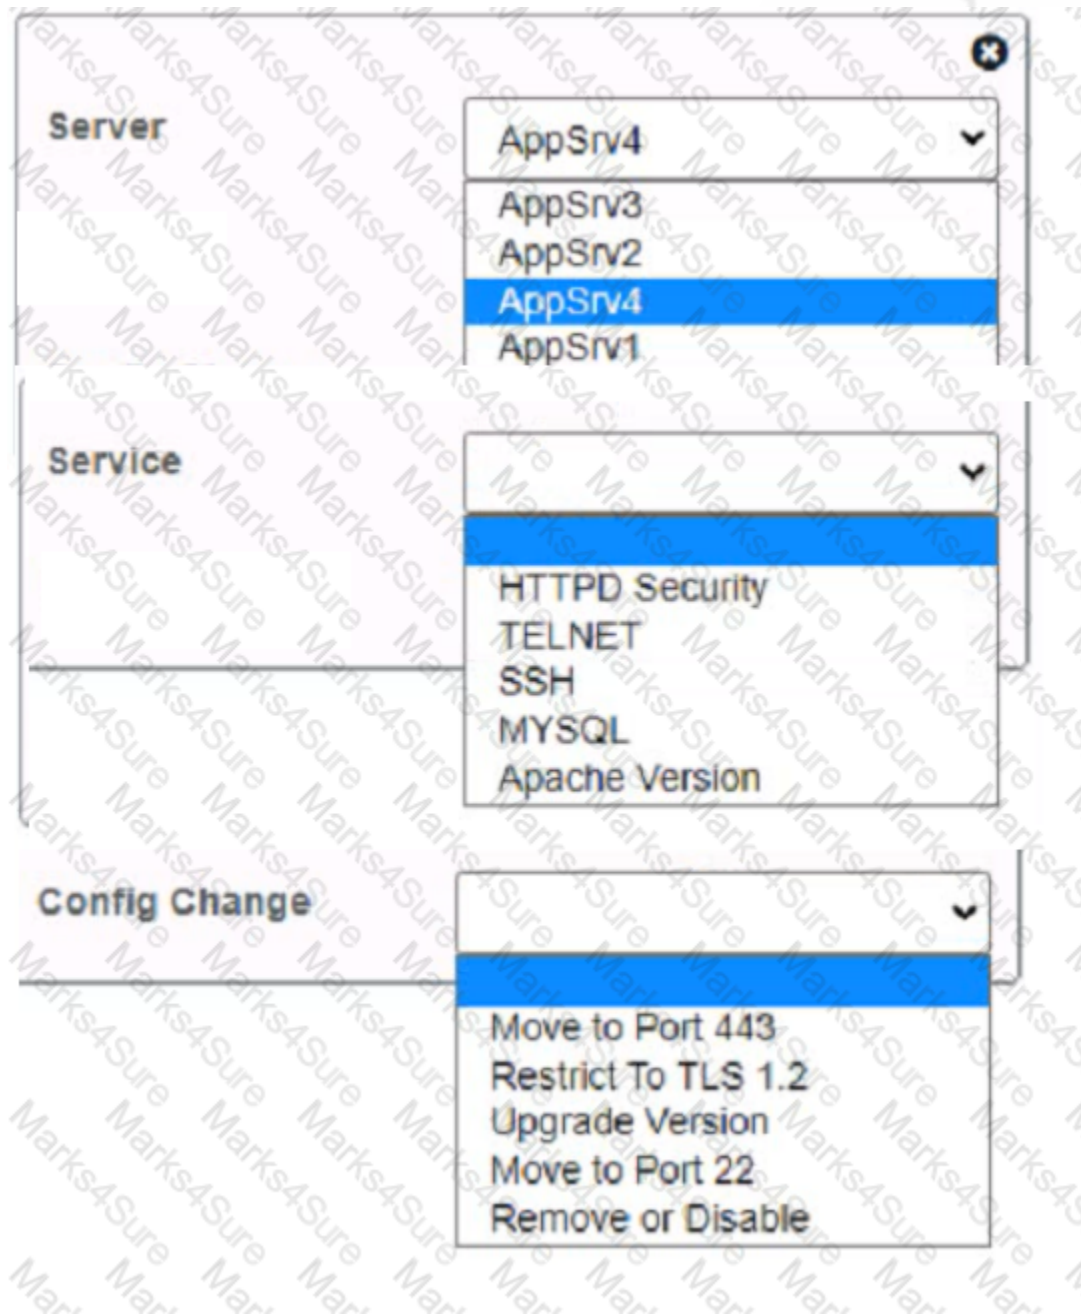 Server
AppSrv4
AppSrv3
AppSrv2
AppSrv4
AppSrv1
Service
HTTPD Security
TELNET
SSH
MYSQL
Apache Version
Config Change
Move to Port 443
Restrict To TLS 1.2
Upgrade Version
Move to Port 22
Remove or Disable
Marks4Sure